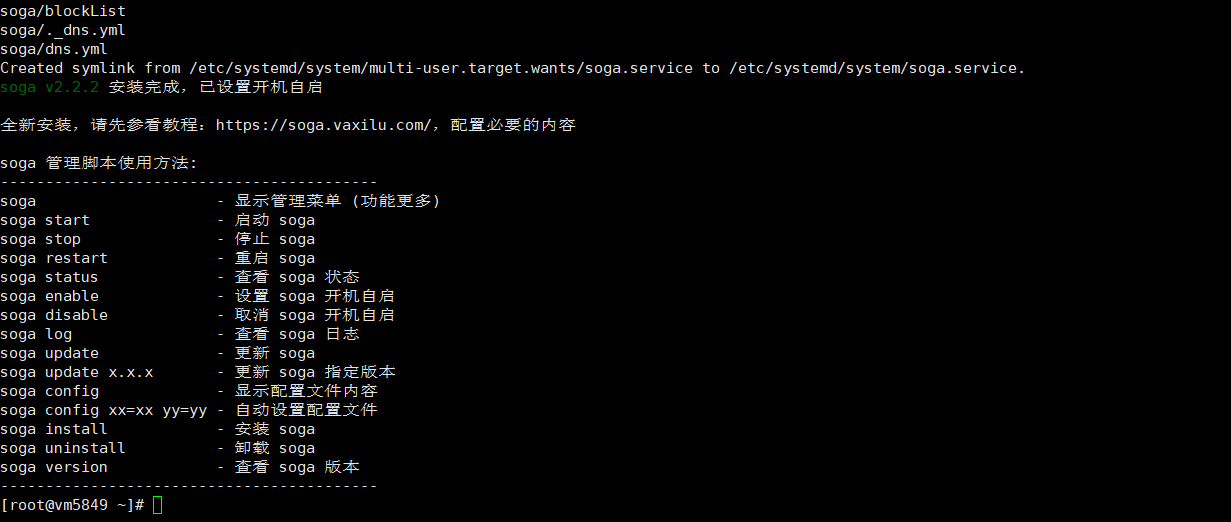 soga/blockList
soga/._dns.yml
soga/dns.yml
Created symlink from /etc/systemd/system/multi-user.target.wants/soga.service to /etc/systemd/system/soga.service.
soga v2.2.2 安装完成，已设置开机自启
全新安装，请先参看教程：https://soga.vaxilu.com/，配置必要的内容
soga 管理脚本使用方法:
------------------------------------------
soga                    - 显示管理菜单 (功能更多)
soga start              - 启动 soga
soga stop               - 停止 soga
soga restart            - 重启 soga
soga status             - 查看 soga 状态
soga enable             - 设置 soga 开机自启
soga disable            - 取消 soga 开机自启
soga log                - 查看 soga 日志
soga update             - 更新 soga
soga update x.x.x       - 更新 soga 指定版本
soga config             - 显示配置文件内容
soga config xx=xx yy=yy - 自动设置配置文件
soga install            - 安装 soga
soga uninstall          - 卸载 soga
soga version            - 查看 soga 版本
------------------------------------------
[root@vm5849 ~]#